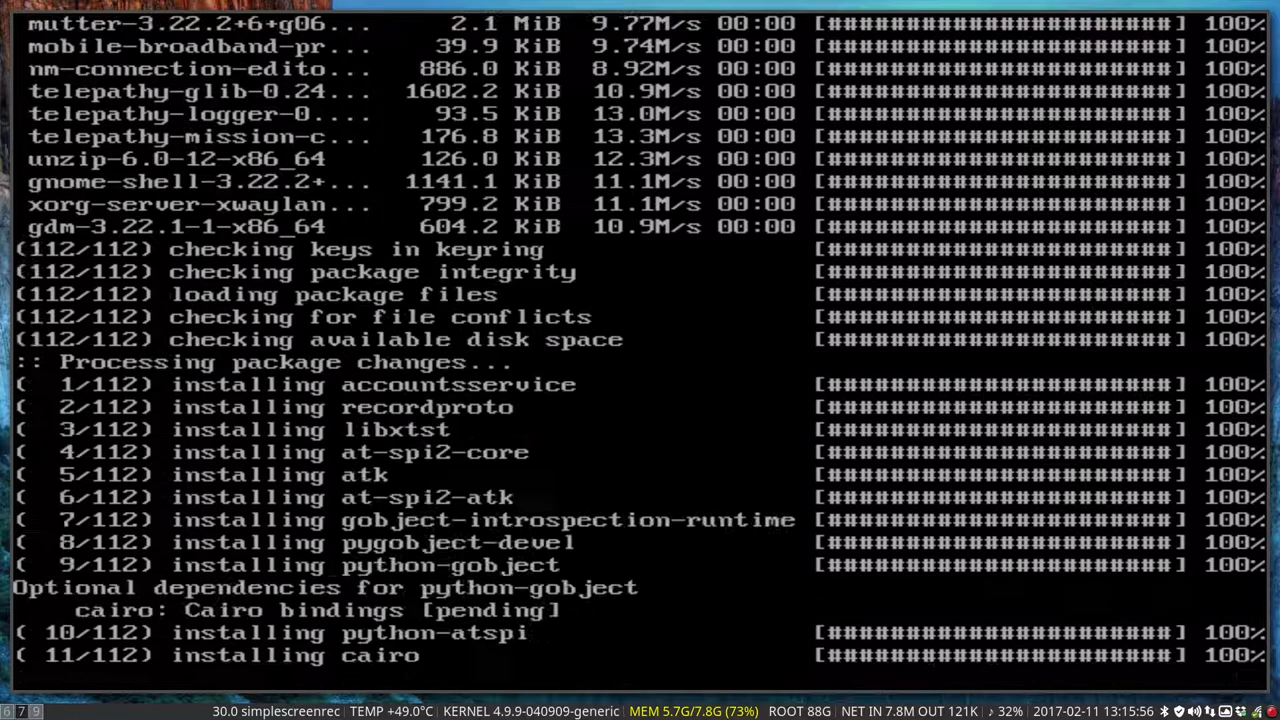 mutter-3.22.2+6+g06... 2.1 MiB 9.77M/s 00:00 [######################] 100%
mobile-broadband-pr... 39.9 KiB 9.74M/s 00:00 [######################] 100%
nm-connection-edito... 886.0 KiB 8.92M/s 00:00 [######################] 100%
telepathy-glib-0.24... 1602.2 KiB 10.9M/s 00:00 [######################] 100%
telepathy-logger-0.... 93.5 KiB 13.0M/s 00:00 [######################] 100%
telepathy-mission-c... 176.8 KiB 13.3M/s 00:00 [######################] 100%
unzip-6.0-12-x86_64 126.0 KiB 12.3M/s 00:00 [######################] 100%
gnome-shell-3.22.2+... 1141.1 KiB 11.1M/s 00:00 [######################] 100%
xorg-server-xwaylan... 799.2 KiB 11.1M/s 00:00 [######################] 100%
gdm-3.22.1-1-x86_64 604.2 KiB 10.9M/s 00:00 [######################] 100%
(112/112) checking keys in keyring [######################] 100%
(112/112) checking package integrity [######################] 100%
(112/112) loading package files [######################] 100%
(112/112) checking for file conflicts [######################] 100%
(112/112) checking available disk space [######################] 100%
:: Processing package changes...
( 1/112) installing accountsservice [######################] 100%
( 2/112) installing recordproto [######################] 100%
( 3/112) installing libxtst [######################] 100%
( 4/112) installing at-spi2-core [######################] 100%
( 5/112) installing atk [######################] 100%
( 6/112) installing at-spi2-atk [######################] 100%
( 7/112) installing gobject-introspection-runtime [######################] 100%
( 8/112) installing pygobject-devel [######################] 100%
( 9/112) installing python-gobject [######################] 100%
Optional dependencies for python-gobject
cairo: Cairo bindings [pending]
( 10/112) installing python-atspi [######################] 100%
( 11/112) installing cairo [######################] 100%
6 7 9 30.0 simplescreenrec | TEMP +49.0°C | KERNEL 4.9.9-040909-generic | MEM 5.7G/7.8G (73%) | ROOT 88G | NET IN 7.8M OUT 121K | ♪ 32% | 2017-02-11 13:15:56